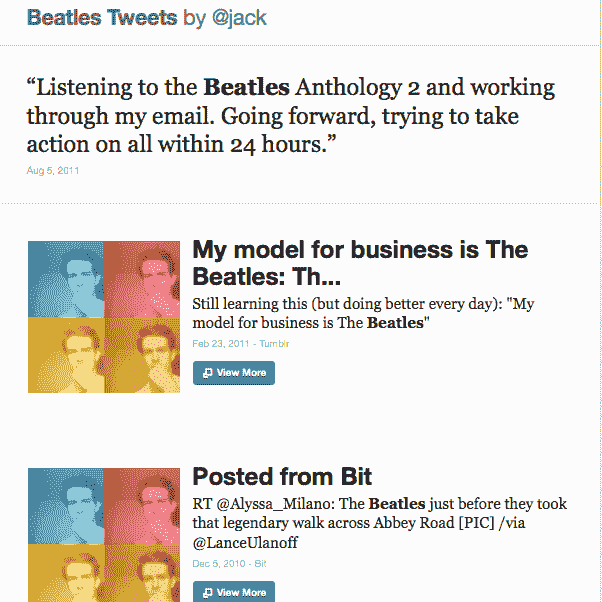 Beatles Tweets by @jack
“Listening to the Beatles Anthology 2 and working
through my email. Going forward, trying to take
action on all within 24 hours.”
Aug 5, 2011
My model for business is The
Beatles: Th...
Still learning this (but doing better every day): "My
model for business is The Beatles"
Feb 23, 2011 - Tumblr
View More
Posted from Bit
RT @Alyssa_Milano: The Beatles just before they took
that legendary walk across Abbey Road [PIC] /via
@LanceUlanoff
Dec 5, 2010 - Bit
View More